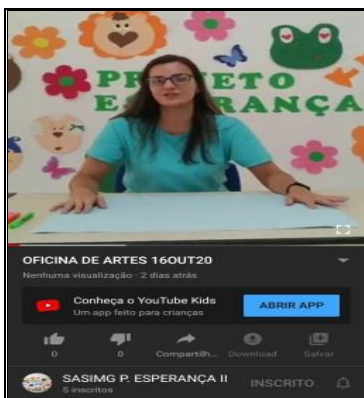 PROJETO
ESPERANÇA
OFICINA DE ARTES 16OUT20
Nenhuma visualização · 2 dias atrás
Conheça o YouTube Kids
Um app feito para crianças
ABRIR APP
0 0 Compartilh... Download Salvar
SASIMG P. ESPERANÇA II INSCRITO
5 inscritos